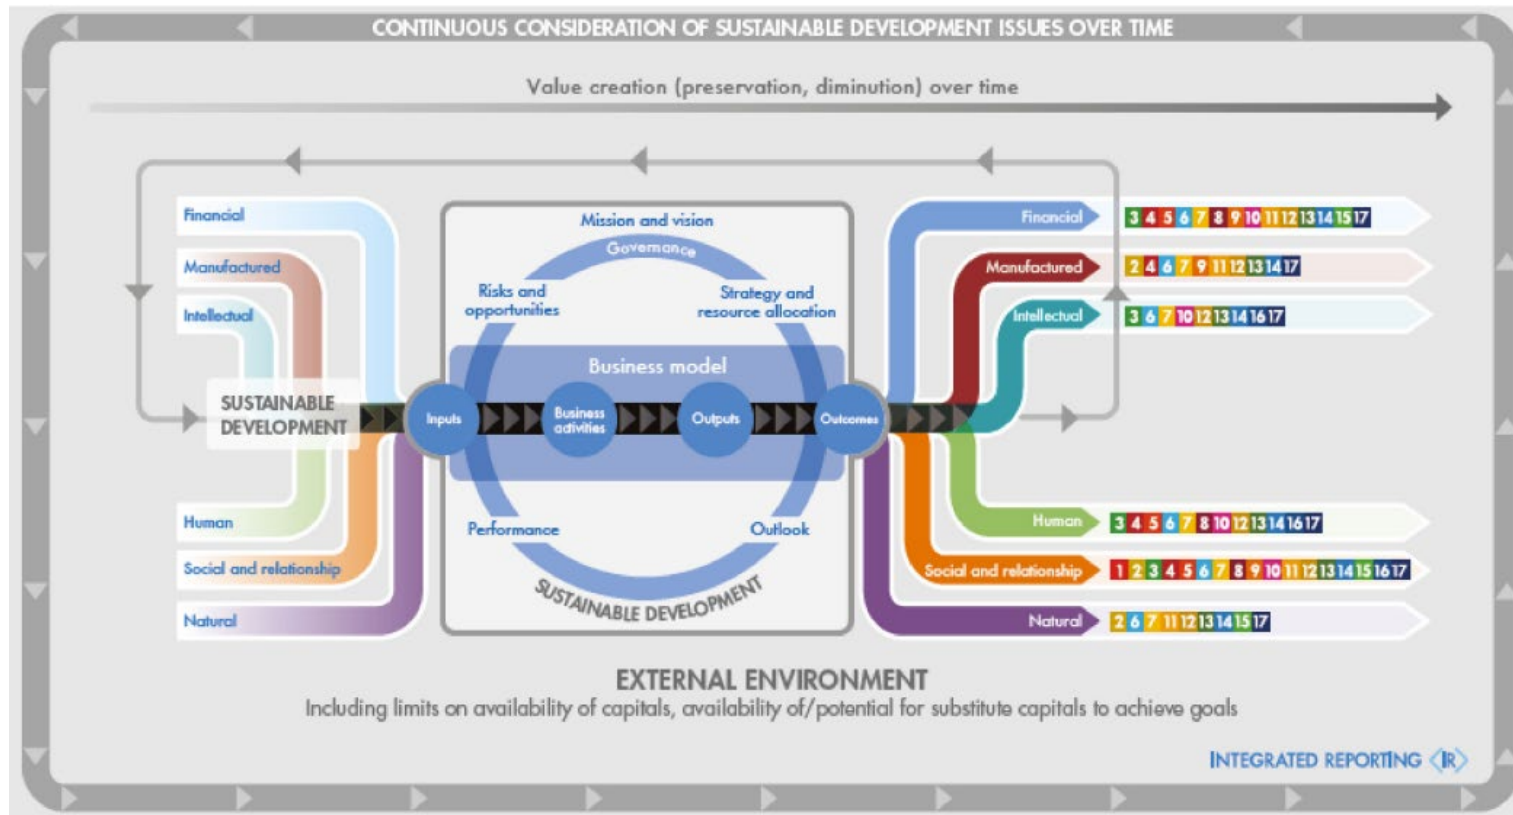 CONTINUOUS CONSIDERATION OF SUSTAINABLE DEVELOPMENT ISSUES OVER TIME
Value creation (preservation, diminution) over time
Financial
Manufactured
Intellectual
SUSTAINABLE
DEVELOPMENT
Human
Social and relationship
Natural
Mission and vision
Governance
Risks and
opportunities
Strategy and
resource allocation
Business model
Inputs
Business
activities
Outputs
Outcomes
Performance
Outlook
SUSTAINABLE DEVELOPMENT
Financial 3 4 5 6 7 8 9 10 11 12 13 14 15 17
Manufactured 2 4 6 7 9 11 12 13 14 17
Intellectual 3 6 7 10 12 13 14 16 17
Human 3 4 5 6 7 8 10 12 13 14 16 17
Social and relationship 1 2 3 4 5 6 7 8 9 10 11 12 13 14 15 16 17
Natural 2 6 7 11 12 13 14 15 17
EXTERNAL ENVIRONMENT
Including limits on availability of capitals, availability of/potential for substitute capitals to achieve goals
INTEGRATED REPORTING <IR>